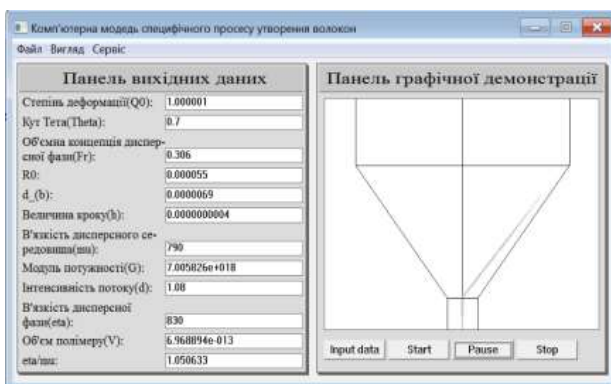 Комп'ютерна модедь специфічного просесу утворення волокон
Файл Вигляд Сервіс
Панель вихідних даних
Степінь деформації(Q0): 1.000001
Кут Тета(Theta): 0.7
Об'ємна концепція диспер-
сної фази(Fr): 0.306
R0: 0.000055
d_(b): 0.0000069
Величина кроку(h): 0.0000000004
В'язкість дисперсного се-
редовища(mu): 790
Модуль потужності(G): 7.005826e+018
Інтенсивність потоку(d): 1.08
В'язкість дисперсної
фази(eta): 830
Об'єм полімеру(V): 6.968894e-013
eta/mu: 1.050633
Панель графічної демонстрації
Input data Start Pause Stop